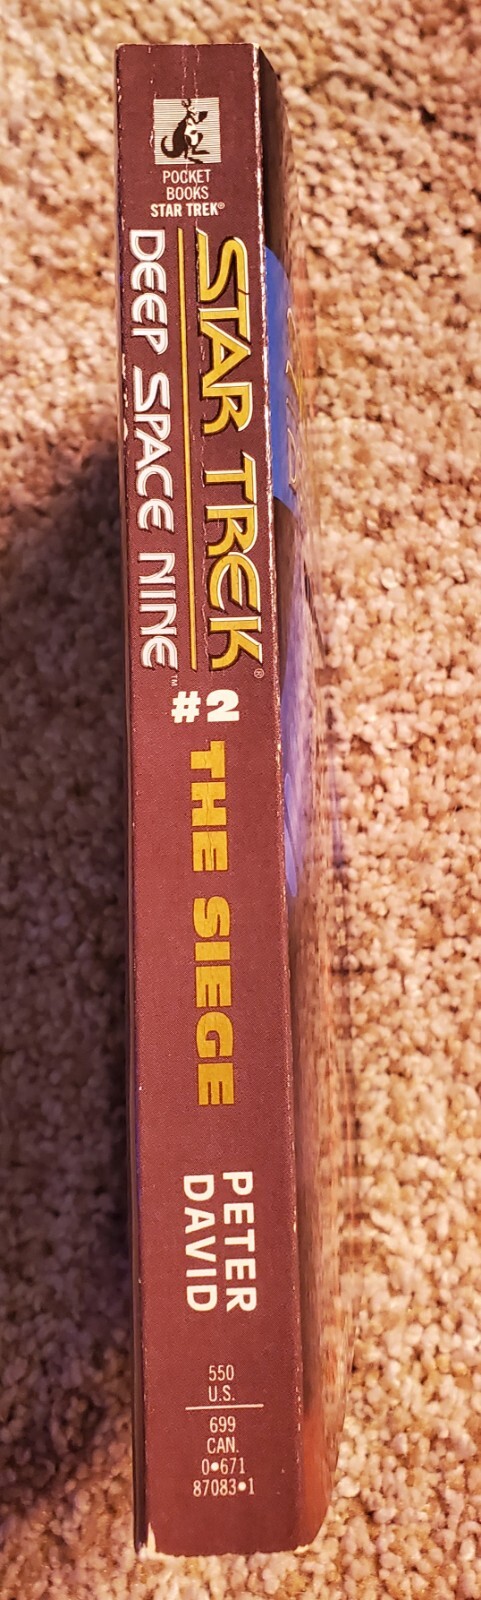 POCKET
BOOKS
STAR TREK®
STAR TREK®
DEEP SPACE NINE™
#2
THE SIEGE
PETER
DAVID
550
U.S.
699
CAN.
0•671
87083•1